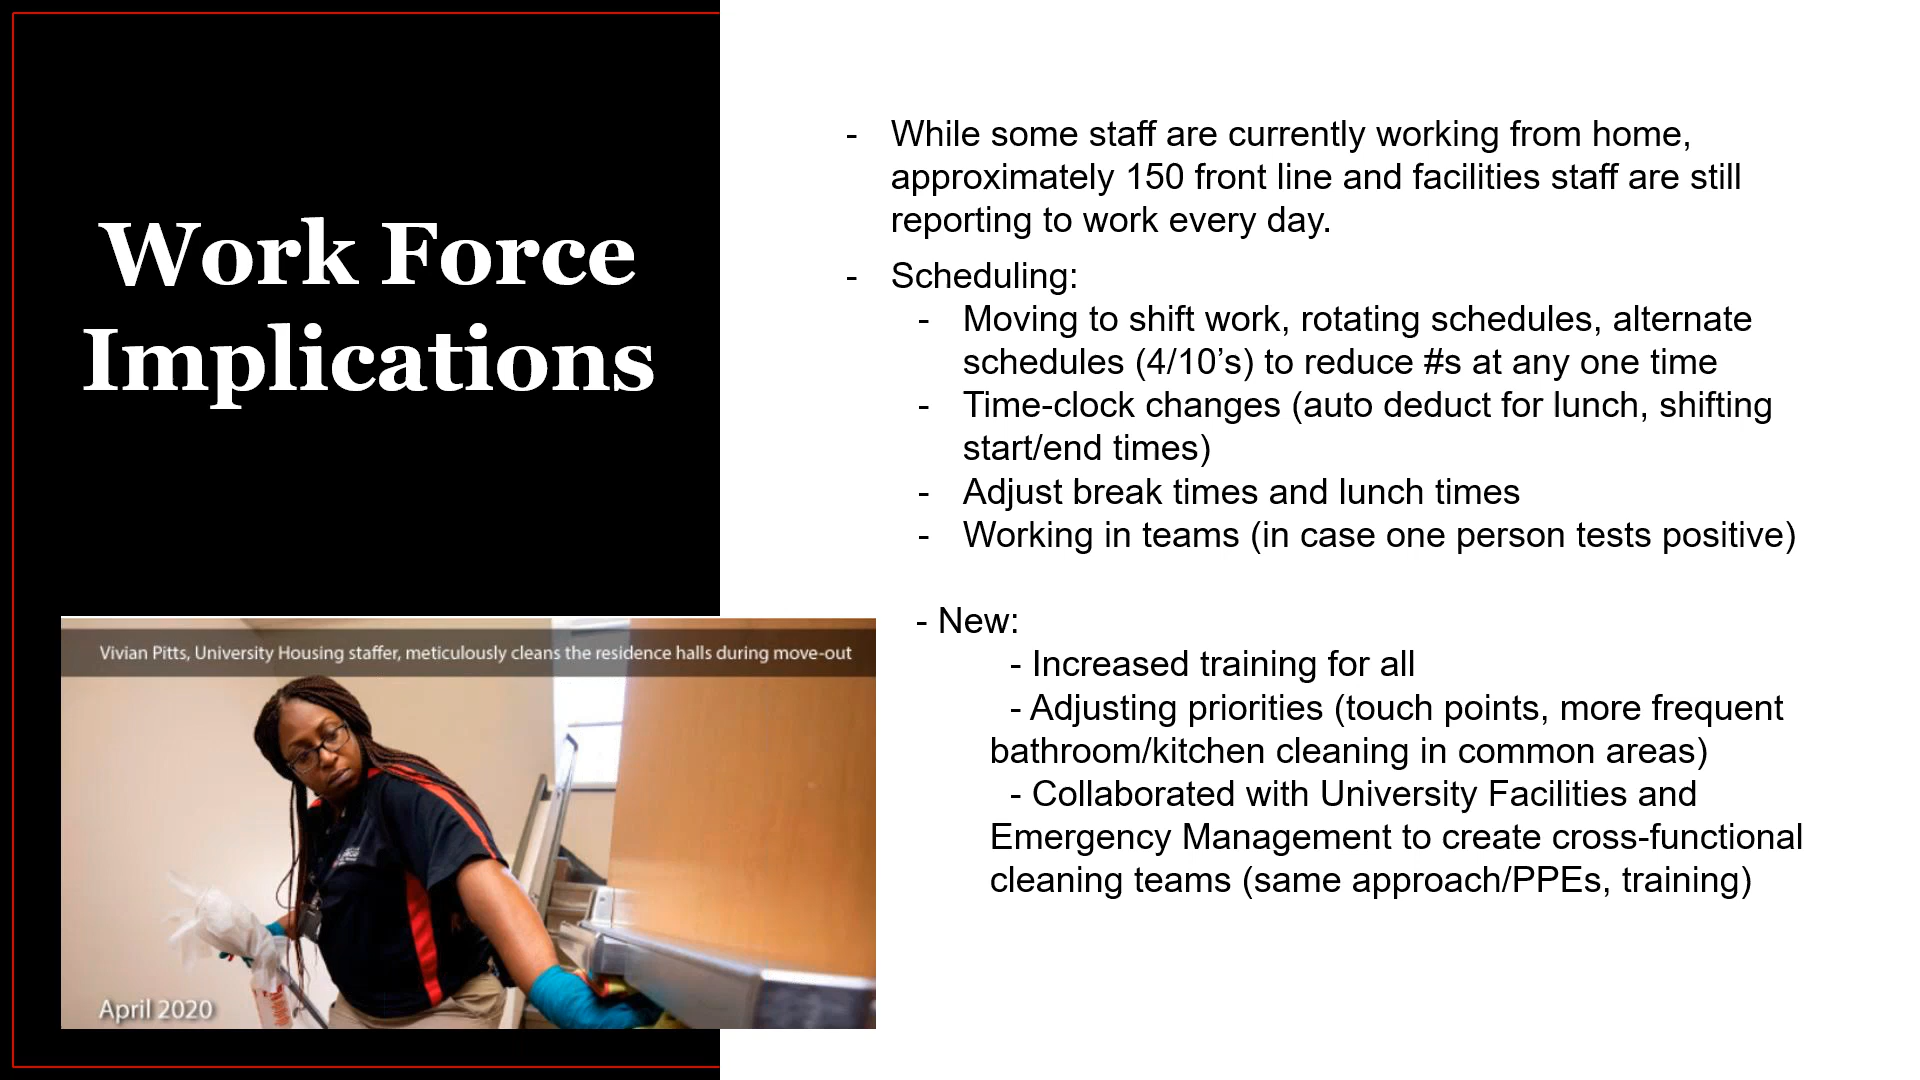 Work Force
Implications
Vivian Pitts, University Housing staffer, meticulously cleans the residence halls during move-out
April 2020
- While some staff are currently working from home,
approximately 150 front line and facilities staff are still
reporting to work every day.
- Scheduling:
- Moving to shift work, rotating schedules, alternate
schedules (4/10’s) to reduce #s at any one time
- Time-clock changes (auto deduct for lunch, shifting
start/end times)
- Adjust break times and lunch times
- Working in teams (in case one person tests positive)
- New:
- Increased training for all
- Adjusting priorities (touch points, more frequent
bathroom/kitchen cleaning in common areas)
- Collaborated with University Facilities and
Emergency Management to create cross-functional
cleaning teams (same approach/PPEs, training)